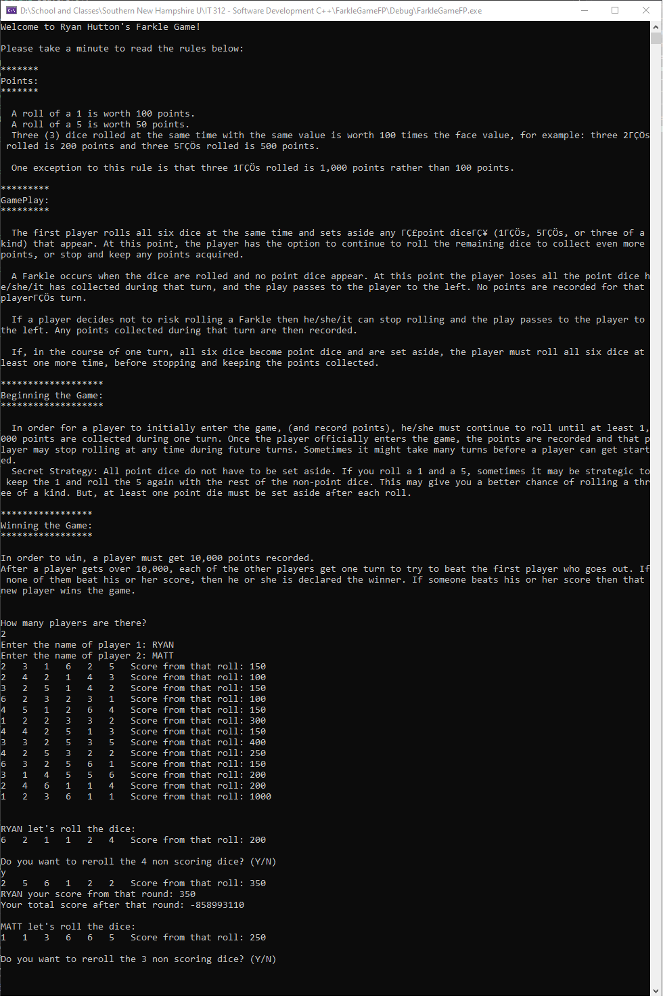 D:\School and Classes\Southern New Hampshire U\IT 312 - Software Development C++\FarkleGameFP\Debug\FarkleGameFP.exe
Welcome to Ryan Hutton's Farkle Game!
Please take a minute to read the rules below:
*******
Points:
*******
A roll of a 1 is worth 100 points.
A roll of a 5 is worth 50 points.
Three (3) dice rolled at the same time with the same value is worth 100 times the face value, for example: three 2ΓÇÖs
rolled is 200 points and three 5ΓÇÖs rolled is 500 points.
One exception to this rule is that three 1ΓÇÖs rolled is 1,000 points rather than 100 points.
*********
GamePlay:
*********
The first player rolls all six dice at the same time and sets aside any ΓÇ£point diceΓÇ¥ (1ΓÇÖs, 5ΓÇÖs, or three of a
kind) that appear. At this point, the player has the option to continue to roll the remaining dice to collect even more
points, or stop and keep any points acquired.
A Farkle occurs when the dice are rolled and no point dice appear. At this point the player loses all the point dice h
e/she/it has collected during that turn, and the play passes to the player to the left. No points are recorded for that
playerΓÇÖs turn.
If a player decides not to risk rolling a Farkle then he/she/it can stop rolling and the play passes to the player to
the left. Any points collected during that turn are then recorded.
If, in the course of one turn, all six dice become point dice and are set aside, the player must roll all six dice at
least one more time, before stopping and keeping the points collected.
*******************
Beginning the Game:
*******************
In order for a player to initially enter the game, (and record points), he/she must continue to roll until at least 1,
000 points are collected during one turn. Once the player officially enters the game, the points are recorded and that p
layer may stop rolling at any time during future turns. Sometimes it might take many turns before a player can get start
ed.
Secret Strategy: All point dice do not have to be set aside. If you roll a 1 and a 5, sometimes it may be strategic to
keep the 1 and roll the 5 again with the rest of the non-point dice. This may give you a better chance of rolling a thr
ee of a kind. But, at least one point die must be set aside after each roll.
*****************
Winning the Game:
*****************
In order to win, a player must get 10,000 points recorded.
After a player gets over 10,000, each of the other players get one turn to try to beat the first player who goes out. If
none of them beat his or her score, then he or she is declared the winner. If someone beats his or her score then that
new player wins the game.
How many players are there?
2
Enter the name of player 1: RYAN
Enter the name of player 2: MATT
2 3 1 6 2 5 Score from that roll: 150
2 4 2 1 4 3 Score from that roll: 100
3 2 5 1 4 2 Score from that roll: 150
6 2 3 2 3 1 Score from that roll: 100
4 5 1 2 6 4 Score from that roll: 150
1 2 2 3 3 2 Score from that roll: 300
4 4 2 5 1 3 Score from that roll: 150
3 3 2 5 3 5 Score from that roll: 400
4 2 5 3 2 2 Score from that roll: 250
6 3 2 5 6 1 Score from that roll: 150
3 1 4 5 5 6 Score from that roll: 200
2 4 6 1 1 4 Score from that roll: 200
1 2 3 6 1 1 Score from that roll: 1000
RYAN let's roll the dice:
6 2 1 1 2 4 Score from that roll: 200
Do you want to reroll the 4 non scoring dice? (Y/N)
y
2 5 6 1 2 2 Score from that roll: 350
RYAN your score from that round: 350
Your total score after that round: -858993110
MATT let's roll the dice:
1 1 3 6 6 5 Score from that roll: 250
Do you want to reroll the 3 non scoring dice? (Y/N)